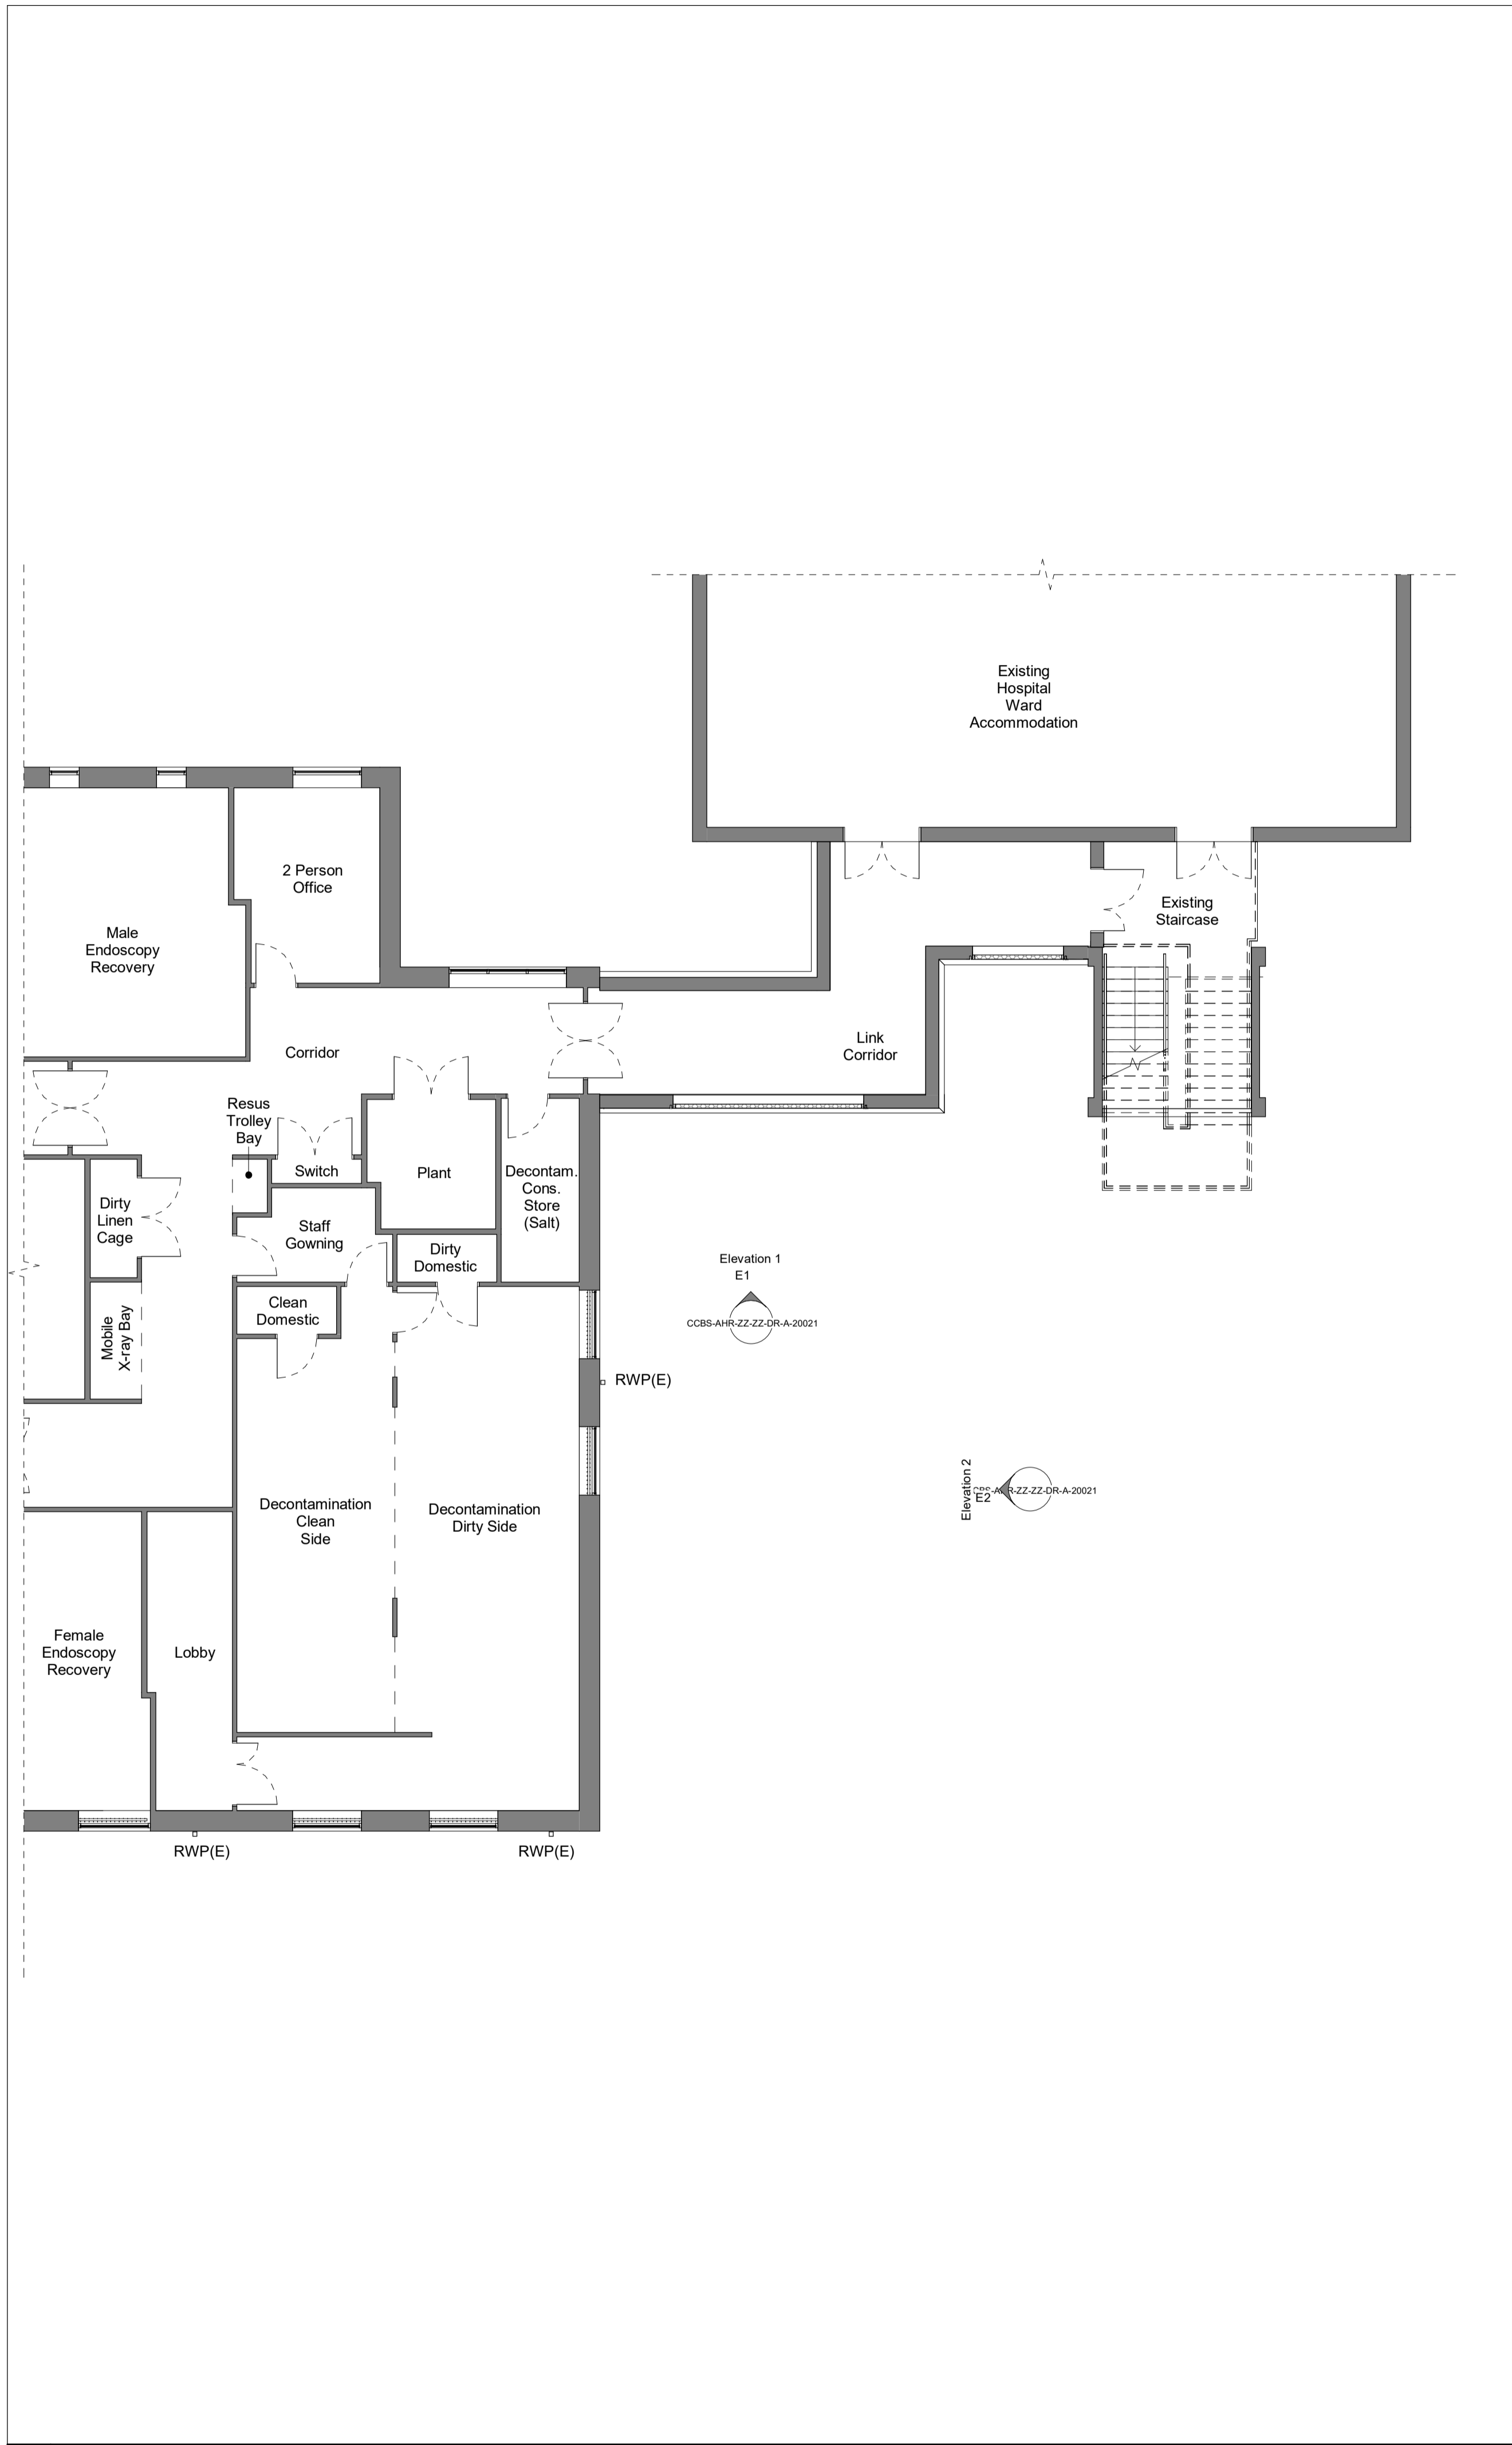 Existing
Hospital
Ward
Accommodation
2 Person
Office
Existing
Staircase
Male
Endoscopy
Recovery
Link
Corridor
Corridor
Resus
Trolley
Bay
Switch
Plant
Decontam.
Cons.
Store
(Salt)
Dirty
Linen
Cage
Staff
Gowning
Dirty
Domestic
Elevation 1
E1
CCBS-AHR-ZZ-ZZ-DR-A-20021
Clean
Domestic
Mobile
X-ray Bay
RWP(E)
Elevation 2
E2
Decontamination
Clean
Side
Decontamination
Dirty Side
Female
Endoscopy
Recovery
Lobby
RWP(E)
RWP(E)